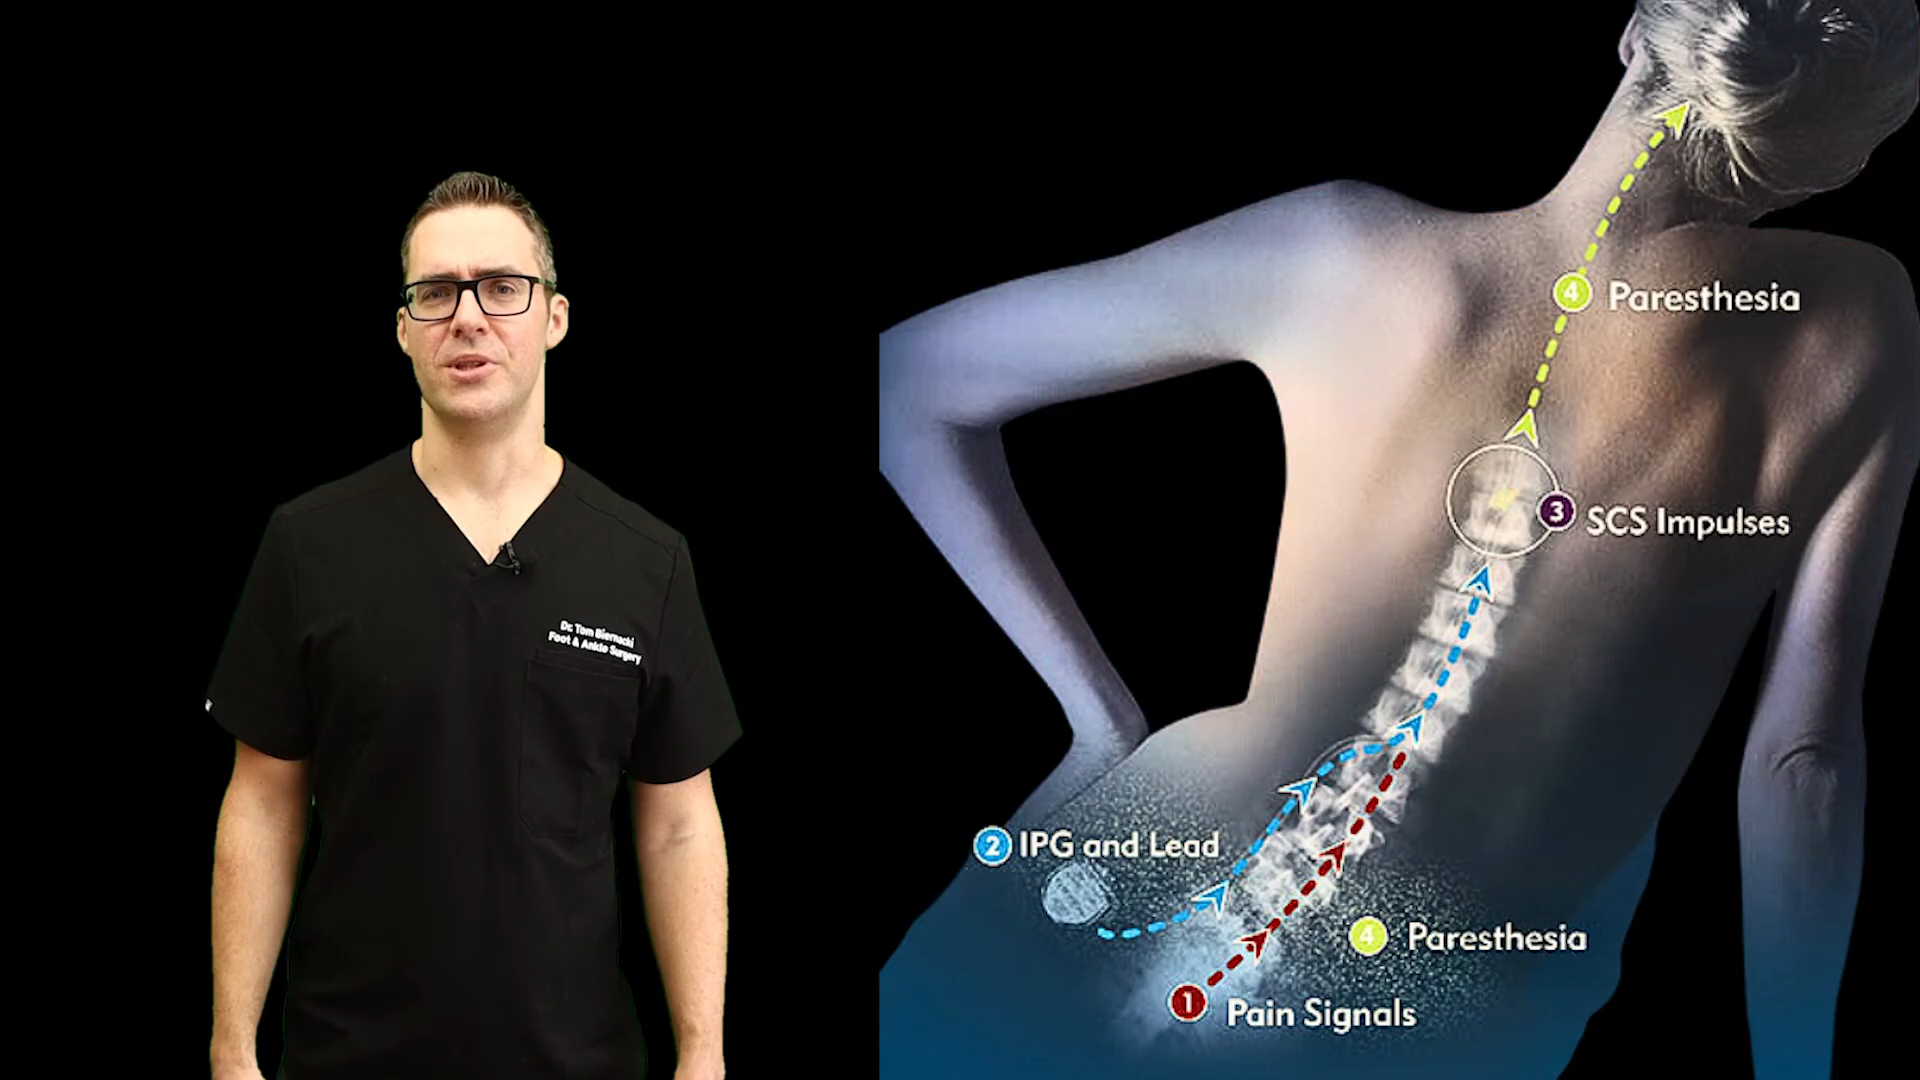 Dr. Tom Biernacki
Foot & Ankle Surgery
4 Paresthesia
3 SCS Impulses
2 IPG and Lead
4 Paresthesia
1 Pain Signals